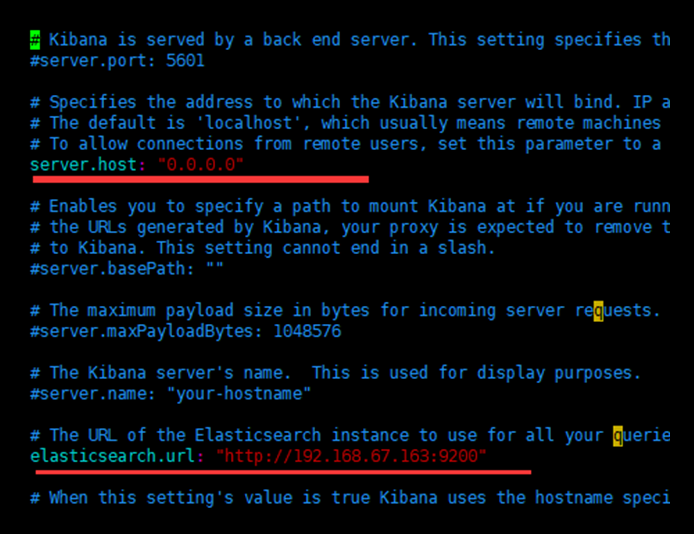 # Kibana is served by a back end server. This setting specifies th
#server.port: 5601
# Specifies the address to which the Kibana server will bind. IP a
# The default is 'localhost', which usually means remote machines
# To allow connections from remote users, set this parameter to a
server.host: "0.0.0.0"
# Enables you to specify a path to mount Kibana at if you are runn
# the URLs generated by Kibana, your proxy is expected to remove t
# to Kibana. This setting cannot end in a slash.
#server.basePath: ""
# The maximum payload size in bytes for incoming server requests.
#server.maxPayloadBytes: 1048576
# The Kibana server's name.  This is used for display purposes.
#server.name: "your-hostname"
# The URL of the Elasticsearch instance to use for all your querie
elasticsearch.url: "http://192.168.67.163:9200"
# When this setting's value is true Kibana uses the hostname speci